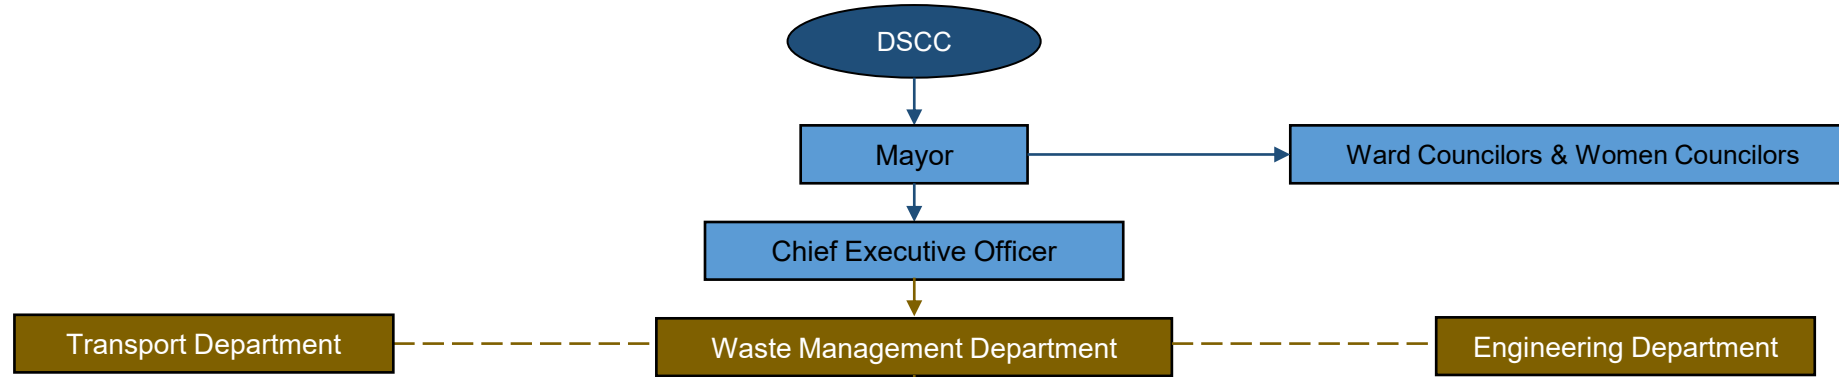 DSCC
Mayor
Ward Councilors & Women Councilors
Chief Executive Officer
Transport Department
Waste Management Department
Engineering Department